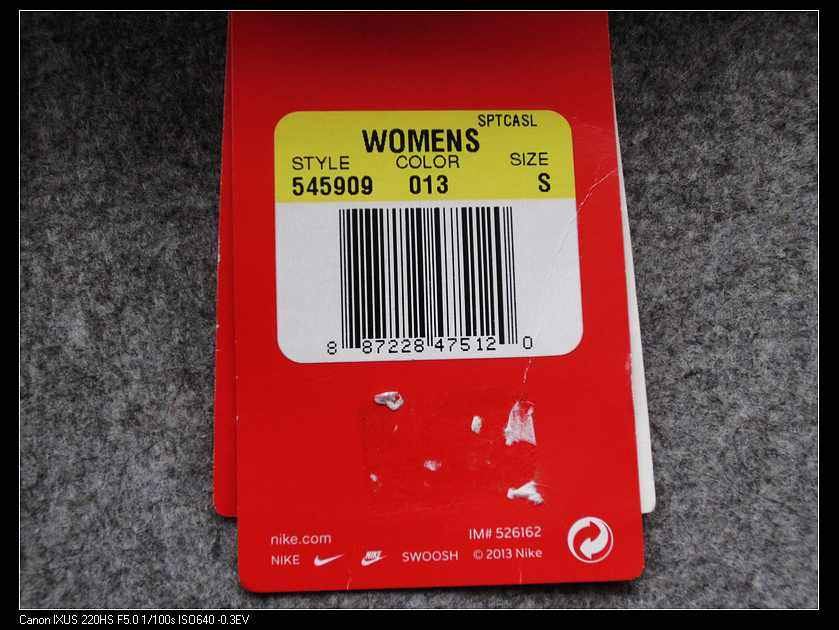 SPTCASL
WOMENS
STYLE COLOR SIZE
545909 013 S
8 87228 47512 0
nike.com IM# 526162
NIKE NIKE SWOOSH © 2013 Nike
Canon IXUS 220HS F5.0 1/100s ISO640 -0.3EV